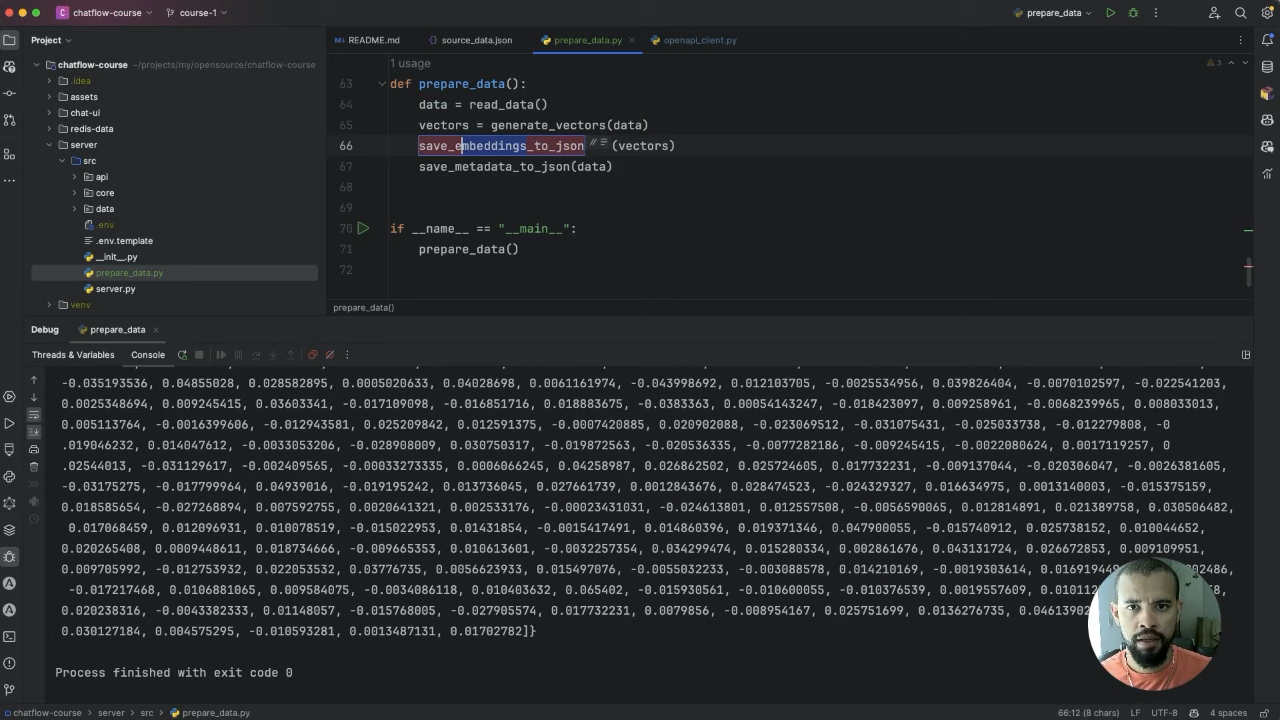 chatflow-course
course-1
prepare_data
Project
README.md
source_data.json
prepare_data.py
openapi_client.py
chatflow-course ~/projects/my/opensource/chatflow-course
.idea
assets
chat-ui
redis-data
server
src
api
core
data
.env
.env.template
__init__.py
prepare_data.py
server.py
venv
1 usage
3
63 def prepare_data():
64 data = read_data()
65 vectors = generate_vectors(data)
66 save_embeddings_to_json (vectors)
67 save_metadata_to_json(data)
68
69
70 if __name__ == "__main__":
71 prepare_data()
72
prepare_data()
Debug
prepare_data
Threads & Variables
Console
-0.035193536, 0.04855028, 0.028582895, 0.0005020633, 0.04028698, 0.0061161974, -0.043998692, 0.012103705, -0.0025534956, 0.039826404, -0.0070102597, -0.022541203,
0.0025348694, 0.009245415, 0.03603341, -0.017109098, -0.016851716, 0.018883675, -0.0383363, 0.00054143247, -0.018423097, 0.009258961, -0.0068239965, 0.008033013,
0.005113764, -0.0016399606, -0.012943581, 0.025209842, 0.012591375, -0.0007420885, 0.020902088, -0.023069512, -0.031075431, -0.025033738, -0.012279808, -0
.019046232, 0.014047612, -0.0033053206, -0.028908009, 0.030750317, -0.019872563, -0.020536335, -0.0077282186, -0.009245415, -0.0022080624, 0.0017119257, 0
.02544013, -0.031129617, -0.002409565, -0.00033273335, 0.0006066245, 0.04258987, 0.026862502, 0.025724605, 0.017732231, -0.009137044, -0.020306047, -0.0026381605,
-0.03175275, -0.017799964, 0.04939016, -0.019195242, 0.013736045, 0.027661739, 0.0012843676, 0.028474523, -0.024329327, 0.016634975, 0.0013140003, -0.015375159,
0.018585654, -0.027268894, 0.007592755, 0.0020641321, 0.002533176, -0.00023431031, -0.024613801, 0.012557508, -0.0056590065, 0.012814891, 0.021389758, 0.030506482,
0.017068459, 0.012096931, 0.010078519, -0.015022953, 0.01431854, -0.0015417491, 0.014860396, 0.019371346, 0.047900055, -0.015740912, 0.025738152, 0.010044652,
0.020265408, 0.0009448611, 0.018734666, -0.009665353, 0.010613601, -0.0032257354, 0.034299474, 0.015280334, 0.002861676, 0.043131724, 0.026672853, 0.009109951,
0.009705992, -0.012753932, 0.022053532, 0.03776735, 0.0056623933, 0.015497076, -0.0055032233, -0.003088578, 0.014210169, -0.0019303614,
-0.017217468, 0.0106881065, 0.009584075, -0.0034086118, 0.010403632, 0.065402, -0.015930561, -0.010600055, -0.010376539, 0.0019557609,
0.020238316, -0.0043382333, 0.01148057, -0.015768005, -0.027905574, 0.017732231, 0.0079856, -0.008954167, 0.025751699, 0.0136276735,
0.030127184, 0.004575295, -0.010593281, 0.0013487131, 0.01702782]}
Process finished with exit code 0
chatflow-course
server
src
prepare_data.py
66:12 (8 chars)
LF
UTF-8
4 spaces